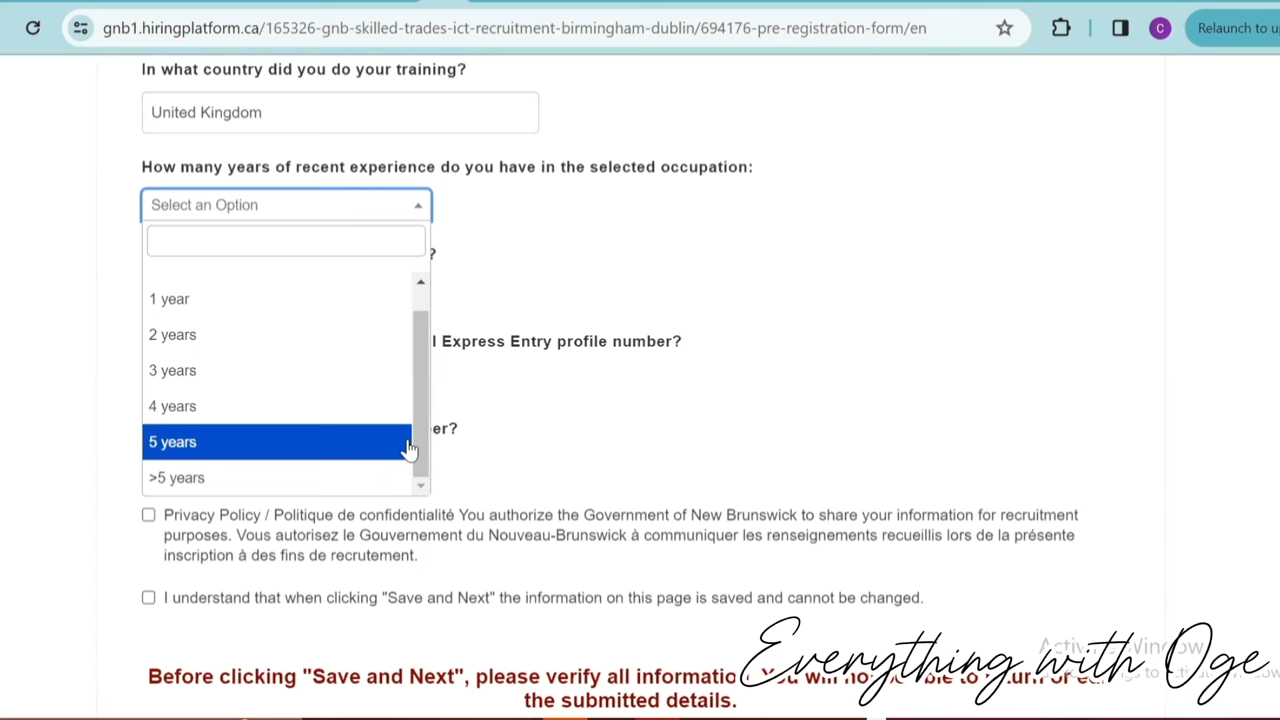 gnb1.hiringplatform.ca/165326-gnb-skilled-trades-ict-recruitment-birmingham-dublin/694176-pre-registration-form/en
C
Relaunch to u
In what country did you do your training?
United Kingdom
How many years of recent experience do you have in the selected occupation:
Select an Option
?
1 year
2 years
l Express Entry profile number?
3 years
4 years
er?
5 years
>5 years
Privacy Policy / Politique de confidentialité You authorize the Government of New Brunswick to share your information for recruitment
purposes. Vous autorisez le Gouvernement du Nouveau-Brunswick à communiquer les renseignements recueillis lors de la présente
inscription à des fins de recrutement.
I understand that when clicking "Save and Next" the information on this page is saved and cannot be changed.
Everything with Oge
Before clicking "Save and Next", please verify all information
the submitted details.